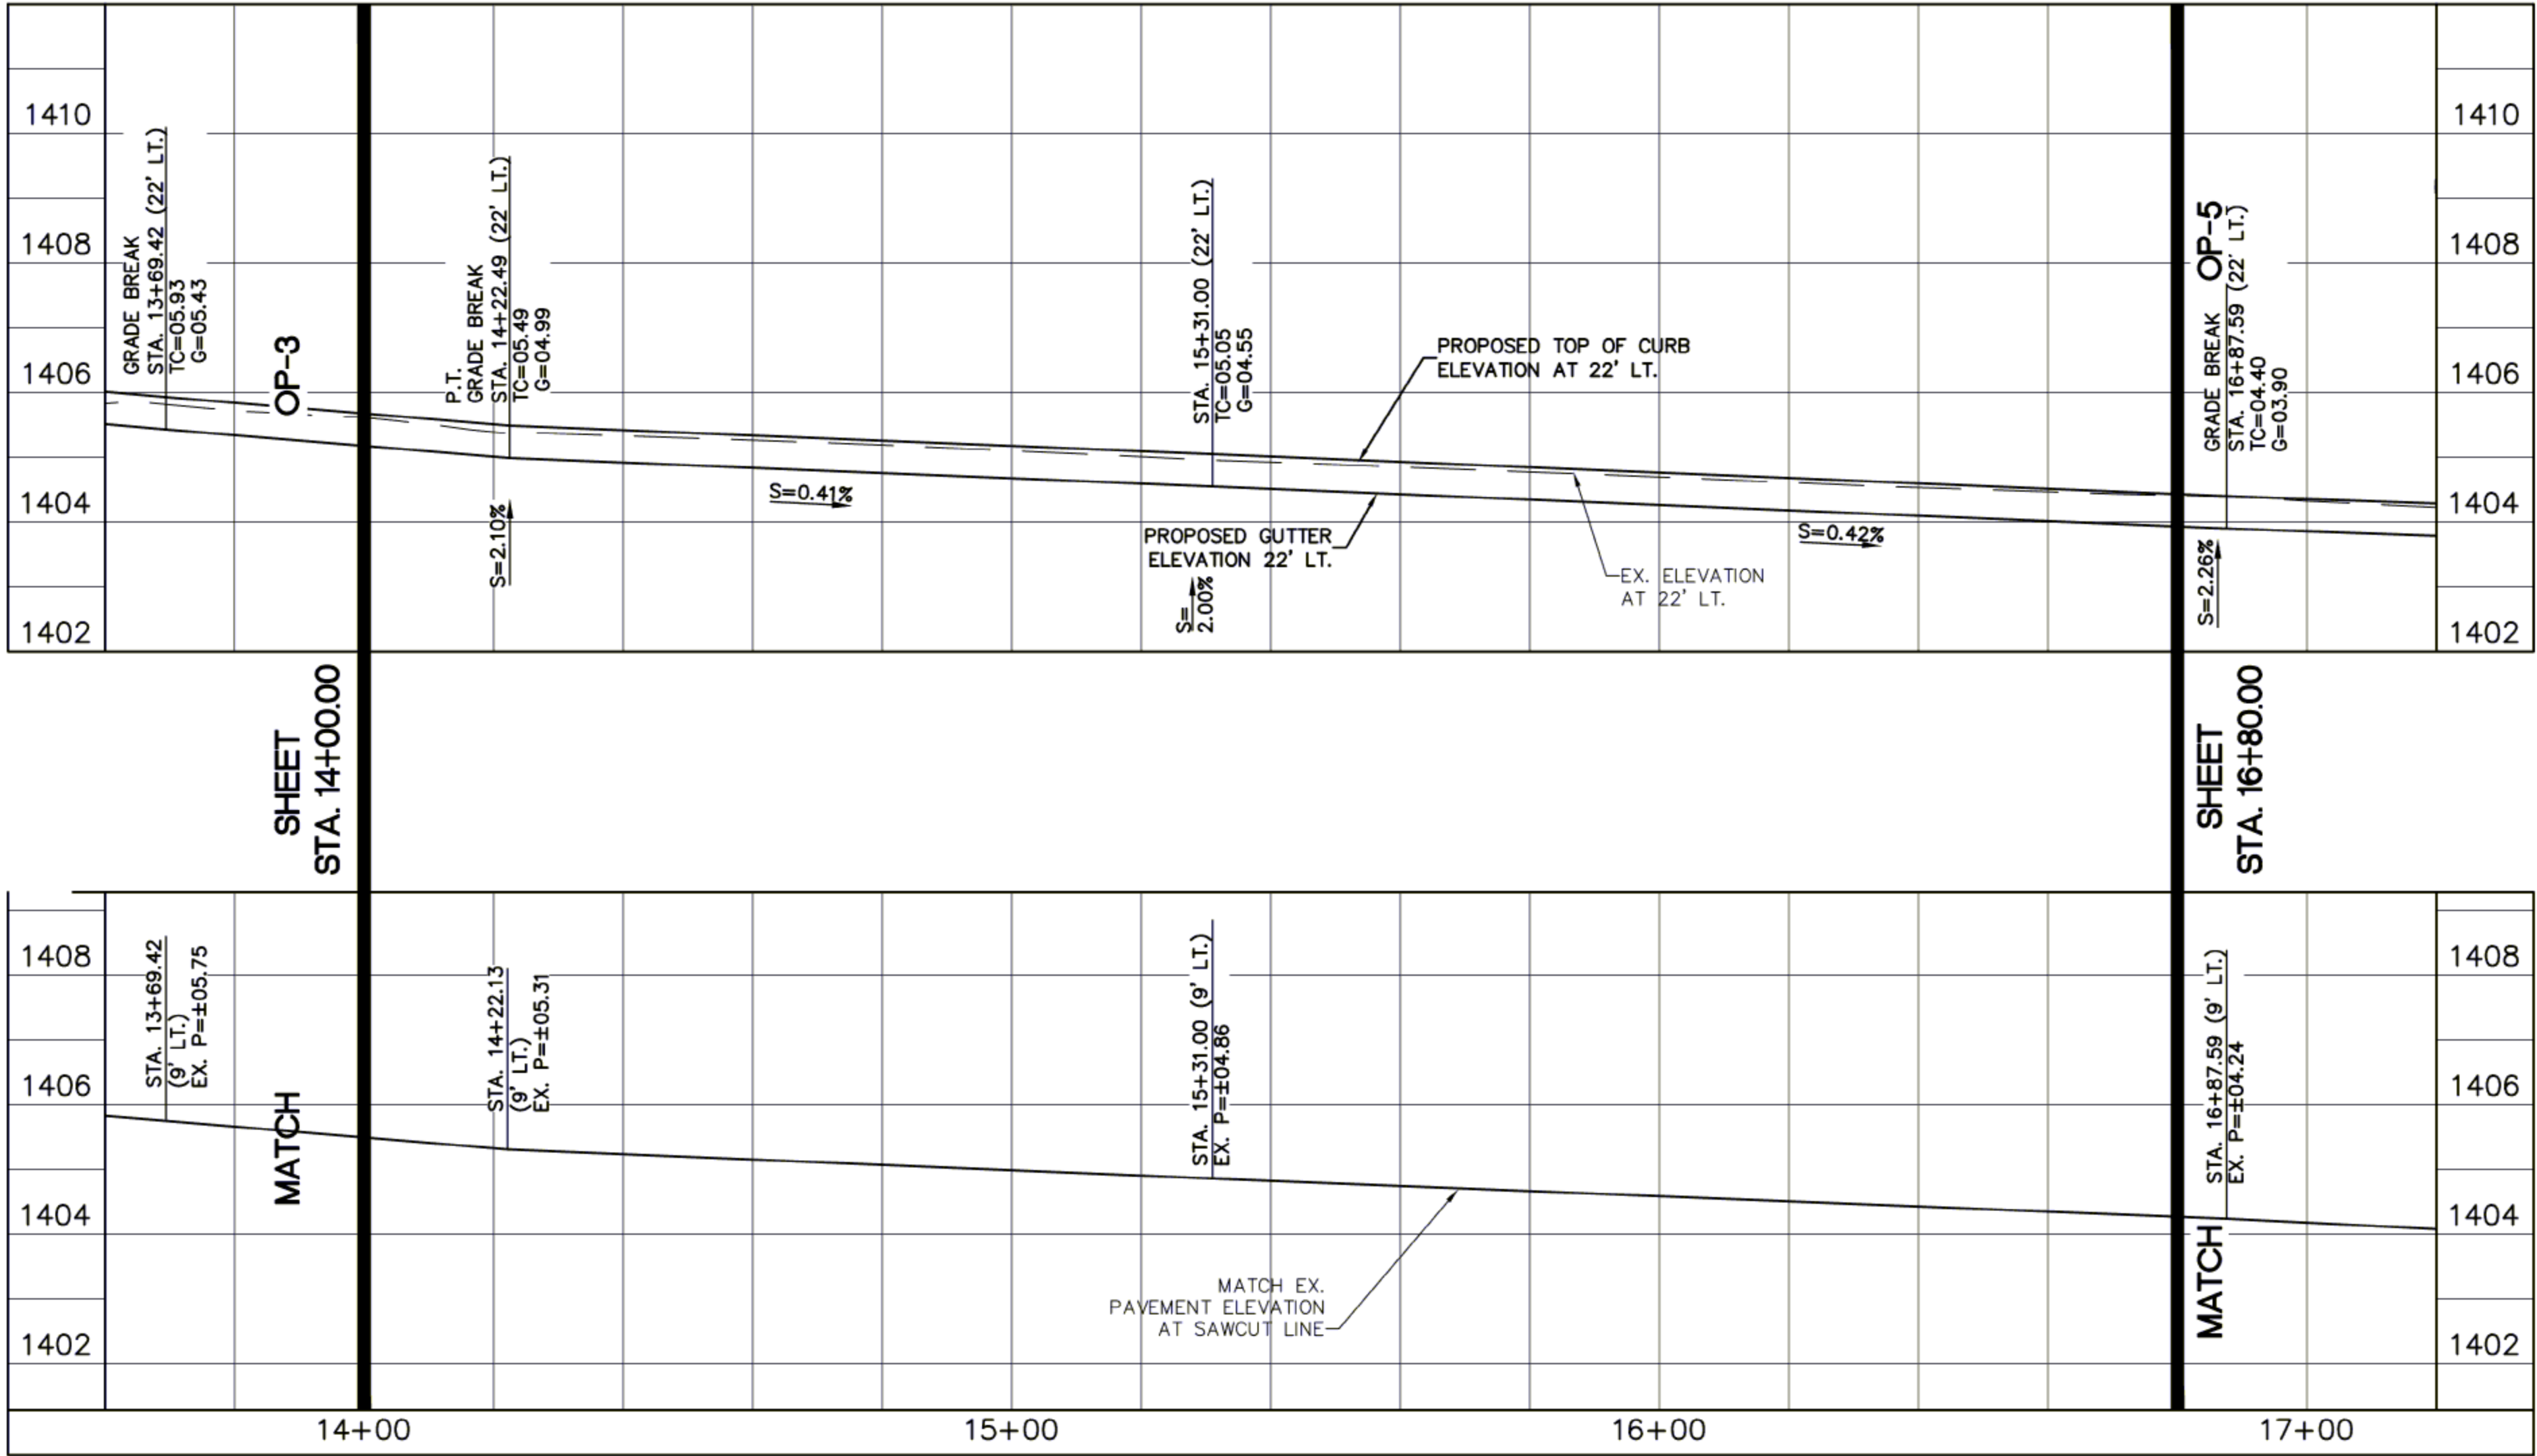 1410
1408
1406
1404
1402
GRADE BREAK
STA. 13+69.42 (22' LT.)
TC=05.93
G=05.43
OP-3
P.T.
GRADE BREAK
STA. 14+22.49 (22' LT.)
TC=05.49
G=04.99
S=2.10%
S=0.41%
STA. 15+31.00 (22' LT.)
TC=05.05
G=04.55
PROPOSED TOP OF CURB
ELEVATION AT 22' LT.
PROPOSED GUTTER
ELEVATION 22' LT.
S=
2.00%
EX. ELEVATION
AT 22' LT.
S=0.42%
OP-5
GRADE BREAK
STA. 16+87.59 (22' LT.)
TC=04.40
G=03.90
S=2.26%
1410
1408
1406
1404
1402
SHEET
STA. 14+00.00
SHEET
STA. 16+80.00
1408
1406
1404
1402
STA. 13+69.42
(9' LT.)
EX. P=±05.75
MATCH
STA. 14+22.13
(9' LT.)
EX. P=±05.31
STA. 15+31.00 (9' LT.)
EX. P=±04.86
MATCH EX.
PAVEMENT ELEVATION
AT SAWCUT LINE
STA. 16+87.59 (9' LT.)
EX. P=±04.24
MATCH
1408
1406
1404
1402
14+00
15+00
16+00
17+00